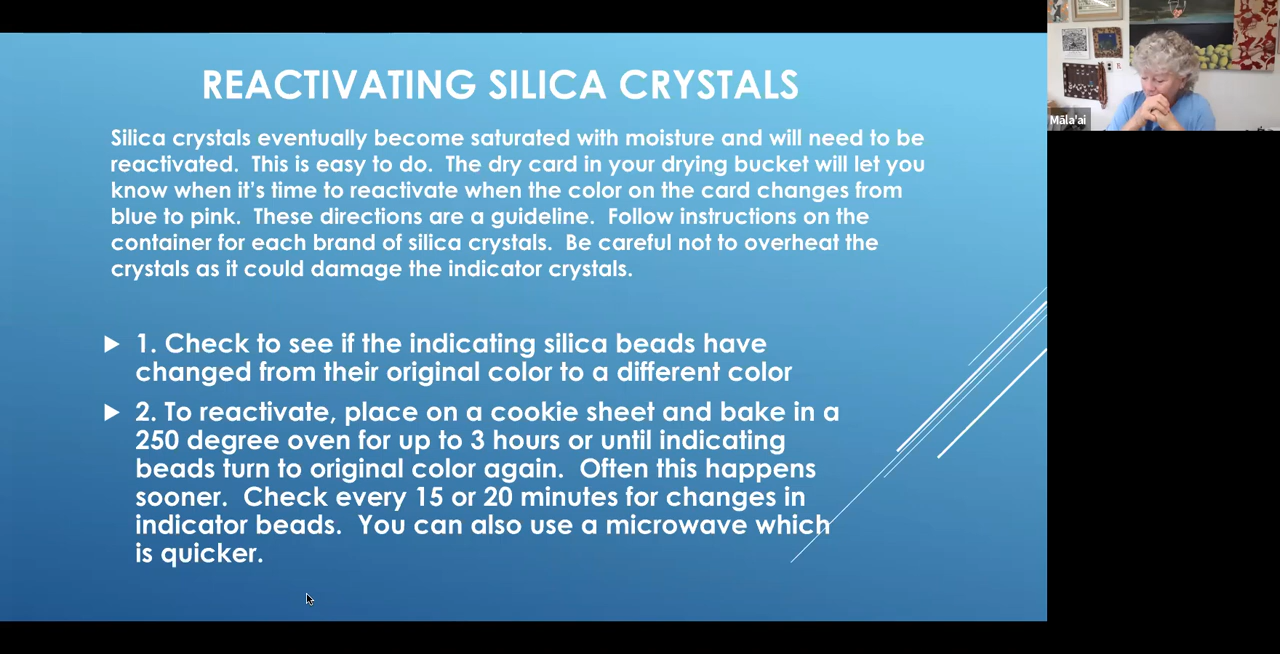 REACTIVATING SILICA CRYSTALS
Silica crystals eventually become saturated with moisture and will need to be
reactivated.  This is easy to do.  The dry card in your drying bucket will let you
know when it's time to reactivate when the color on the card changes from
blue to pink.  These directions are a guideline.  Follow instructions on the
container for each brand of silica crystals.  Be careful not to overheat the
crystals as it could damage the indicator crystals.
1. Check to see if the indicating silica beads have
changed from their original color to a different color
2. To reactivate, place on a cookie sheet and bake in a
250 degree oven for up to 3 hours or until indicating
beads turn to original color again.  Often this happens
sooner.  Check every 15 or 20 minutes for changes in
indicator beads.  You can also use a microwave which
is quicker.
Māla'ai